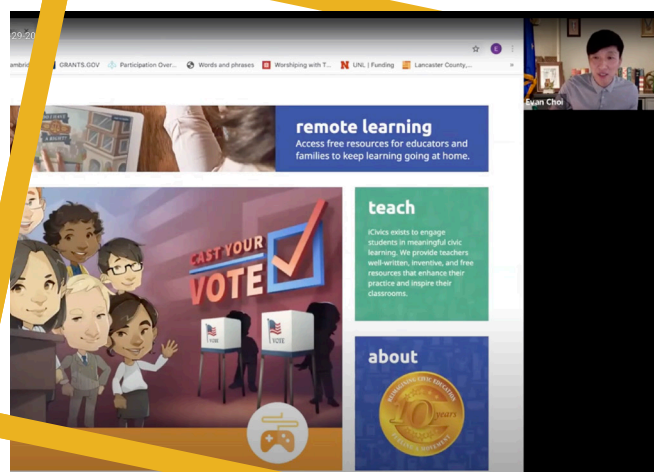 29-20
GRANTS.GOV Participation Over... Words and phrases Worshiping with T... UNL | Funding Lancaster County,...
E
Evan Choi
remote learning
Access free resources for educators and
families to keep learning going at home.
CAST YOUR
VOTE
VOTE
teach
iCivics exists to engage
students in meaningful civic
learning. We provide teachers
well-written, inventive, and free
resources that enhance their
practice and inspire their
classrooms.
about
REIMAGINING CIVIC EDUCATION
10
years